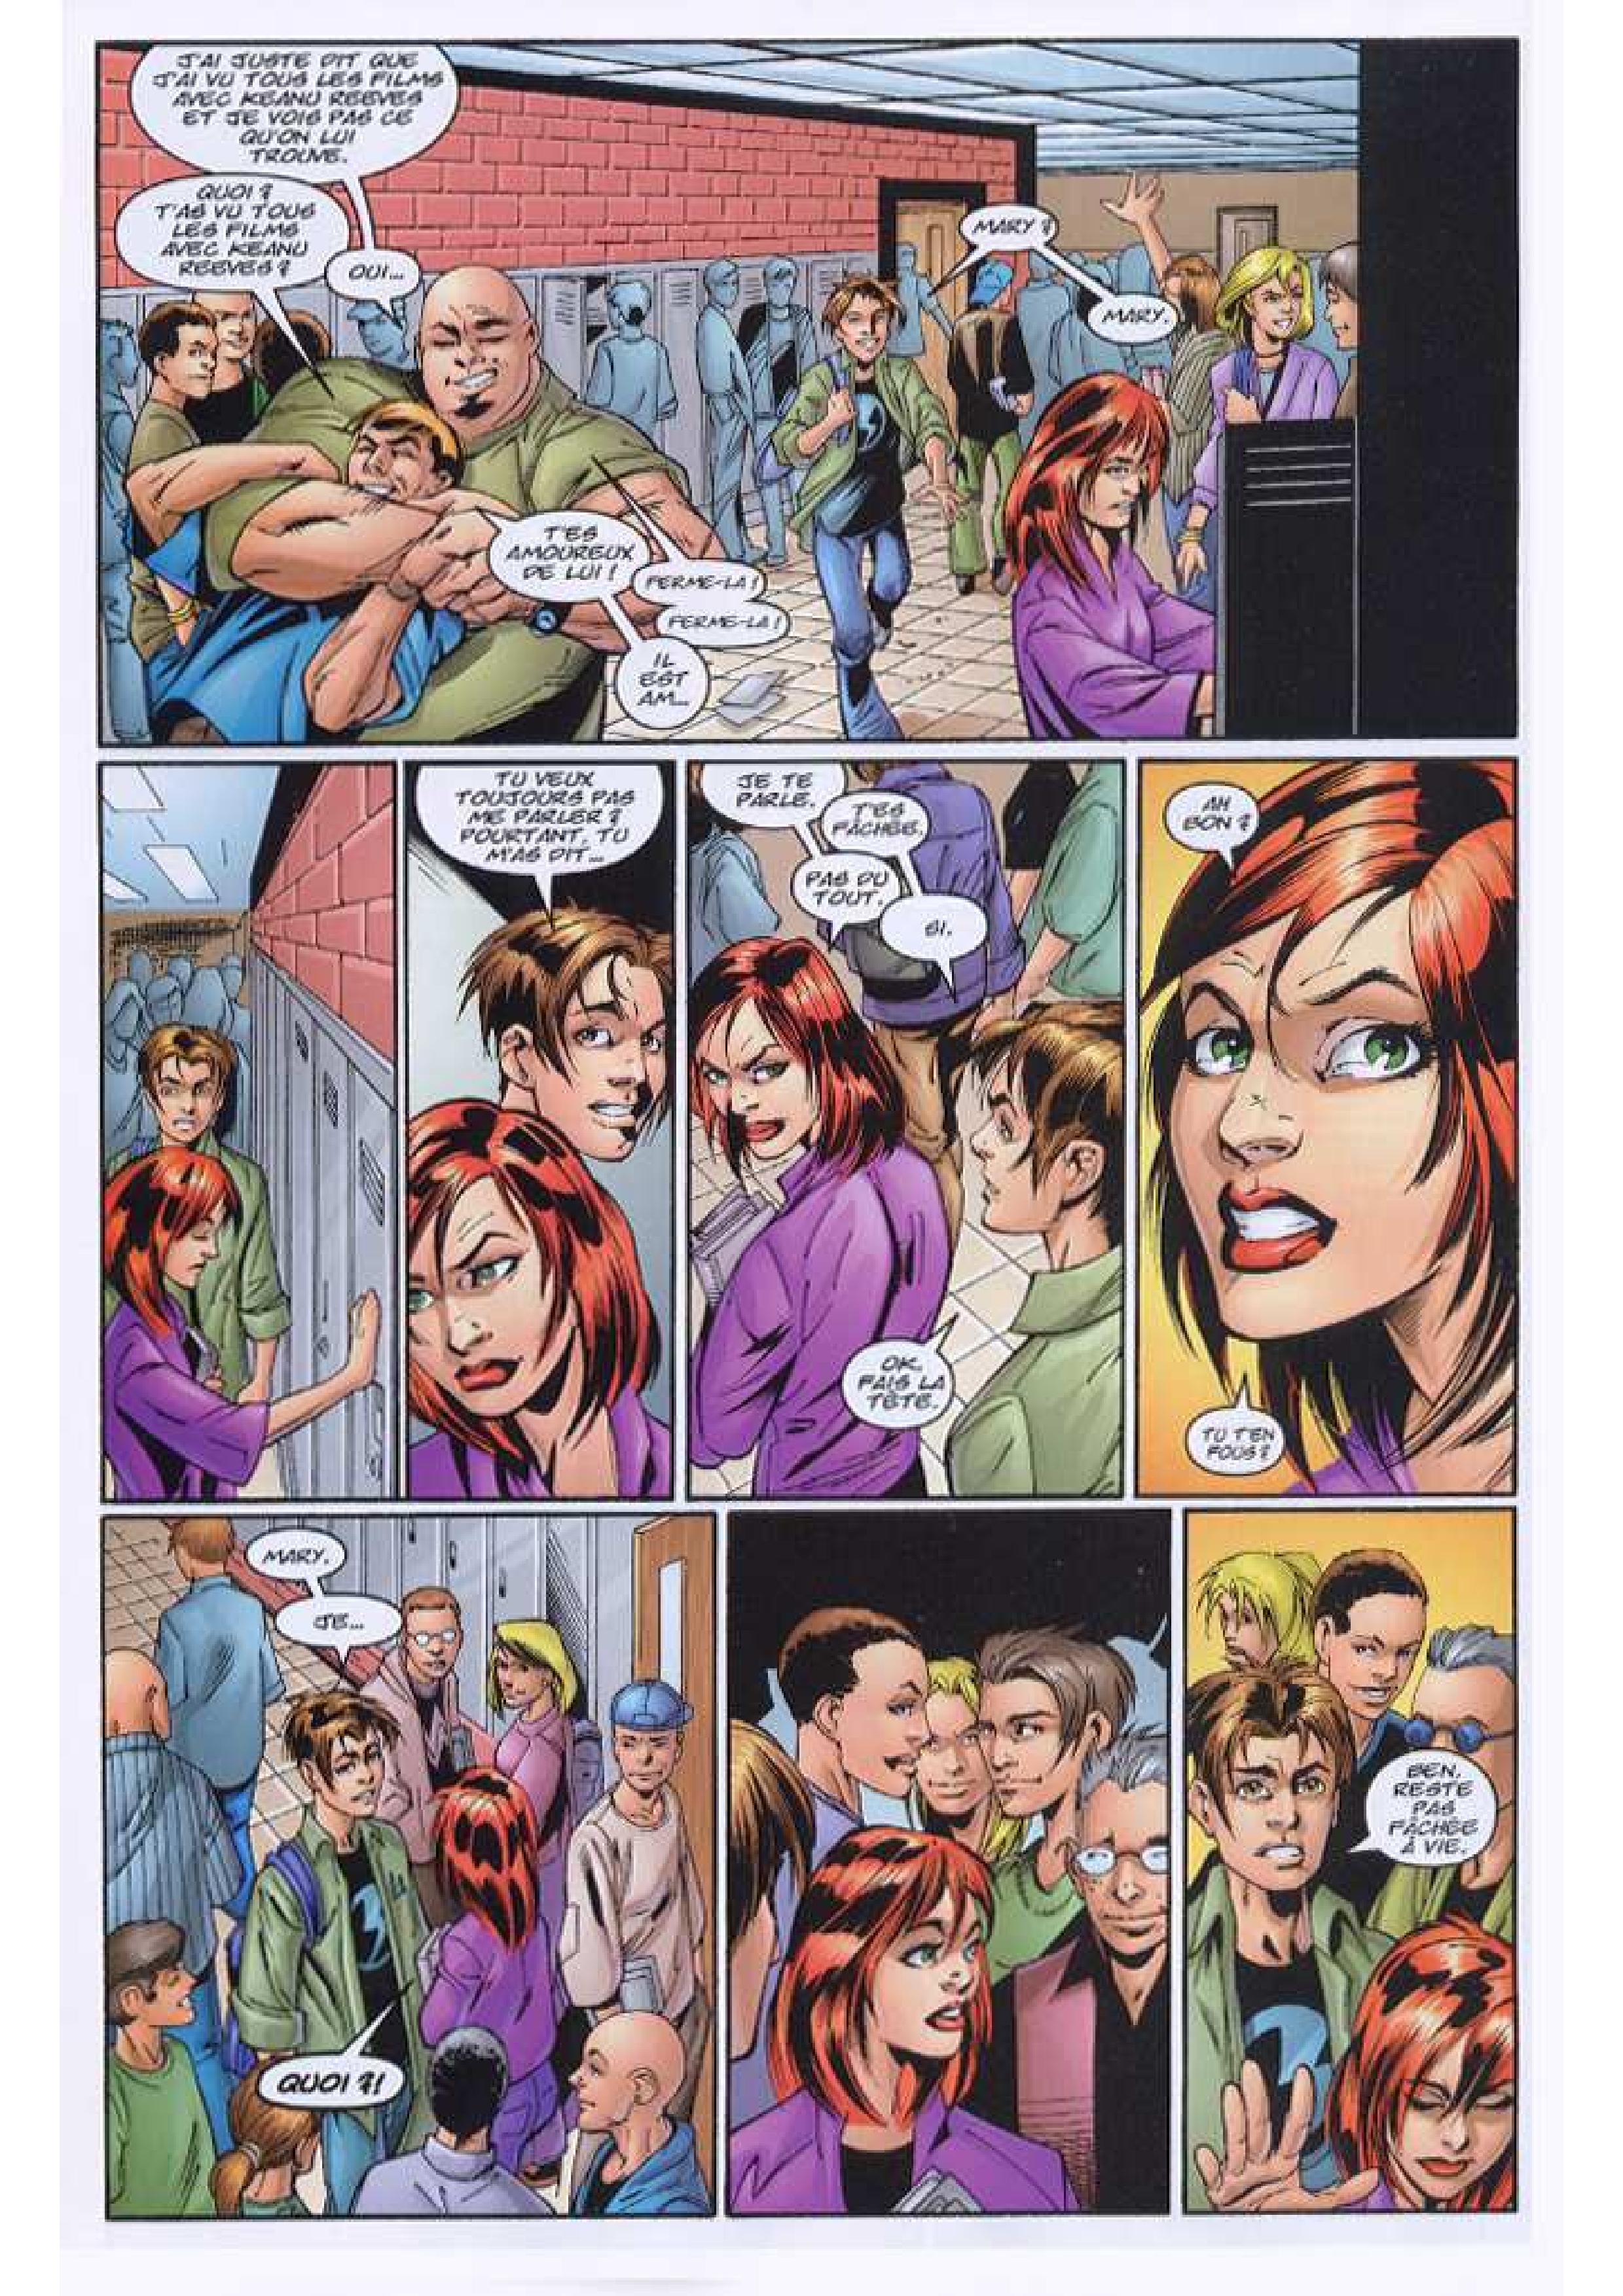 J'AI JUSTE DIT QUE
J'AI VU TOUS LES FILMS
AVEC KEANU REEVES
ET JE VOIS PAS CE
QU'ON LUI
TROUVE.
QUOI ?
T'AS VU TOUS
LES FILMS
AVEC KEANU
REEVES ?
OUI...
T'ES
AMOUREUX
DE LUI !
FERME-LA !
FERME-LA !
IL
EST
AM...
MARY ?
MARY.
TU VEUX
TOUJOURS PAS
ME PARLER ?
POURTANT, TU
M'AS DIT...
JE TE
PARLE.
T'ES
FÂCHÉE.
PAS DU
TOUT.
SI.
OK,
FAIS LA
TÊTE.
AH
BON ?
TU T'EN
FOUS ?
MARY,
JE...
QUOI ?!
BEN,
RESTE
PAS
FÂCHÉE
À VIE.